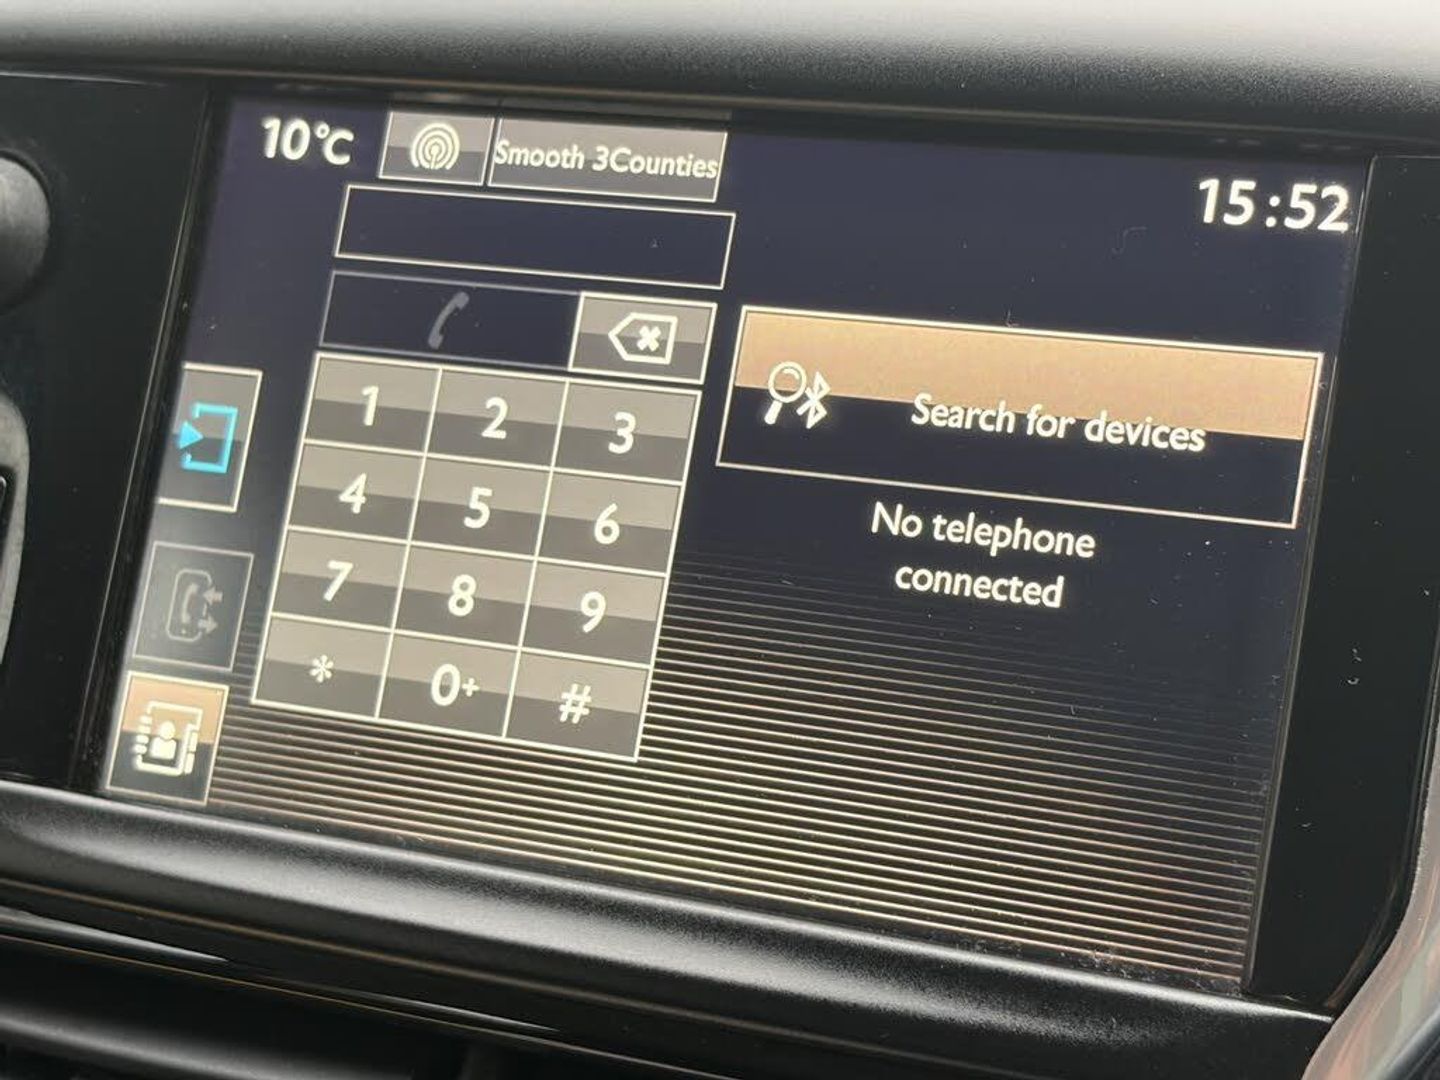 10°C
Smooth 3Counties
15:52
Search for devices
No telephone
connected
1 2 3
4 5 6
7 8 9
* 0+ #